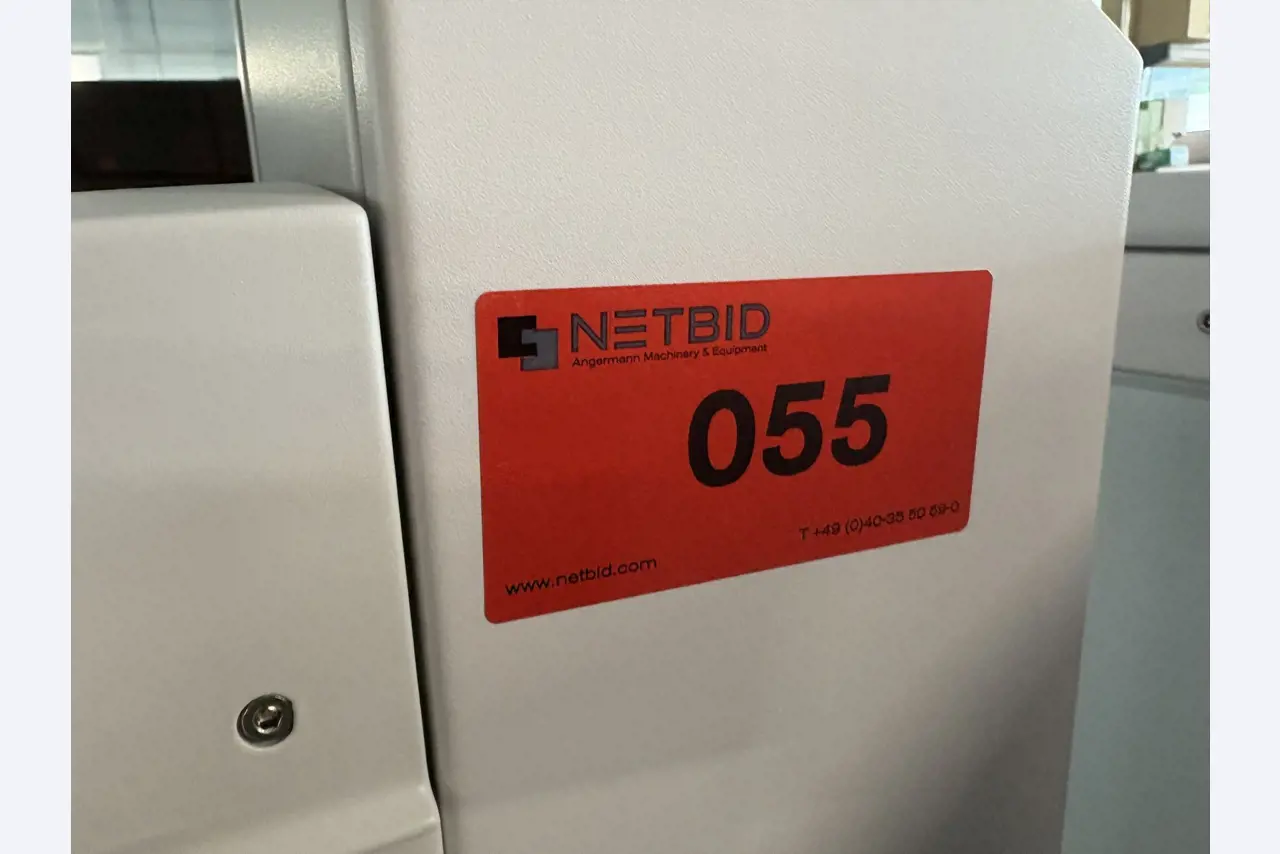 NETBID
Angermann Machinery & Equipment
055
T +49 (0)40-35 50 59-0
www.netbid.com